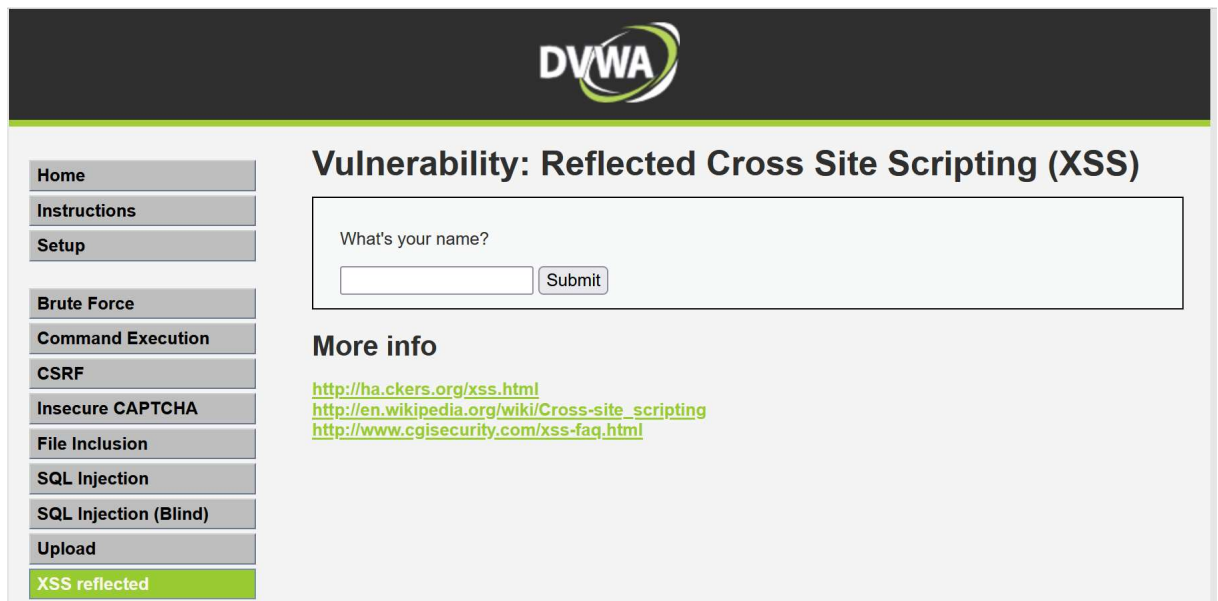 DVWA
Home
Instructions
Setup
Brute Force
Command Execution
CSRF
Insecure CAPTCHA
File Inclusion
SQL Injection
SQL Injection (Blind)
Upload
XSS reflected
Vulnerability: Reflected Cross Site Scripting (XSS)
What's your name?
Submit
More info
http://ha.ckers.org/xss.html
http://en.wikipedia.org/wiki/Cross-site_scripting
http://www.cgisecurity.com/xss-faq.html